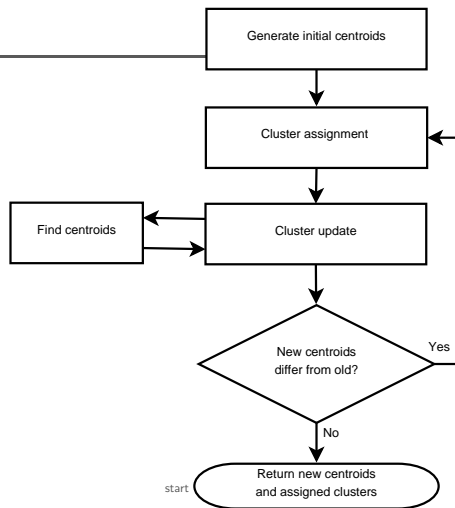 Generate initial centroids
Cluster assignment
Find centroids
Cluster update
New centroids
differ from old?
Yes
No
start
Return new centroids
and assigned clusters